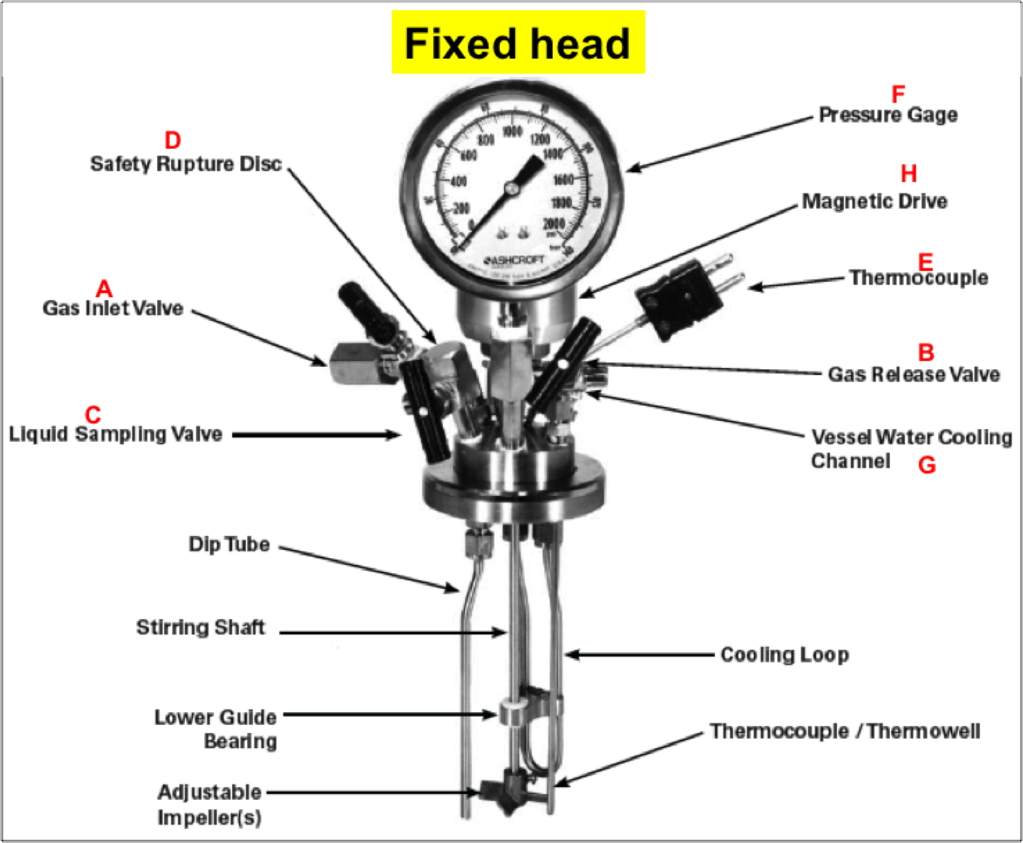 Fixed head
F
Pressure Gage
D
Safety Rupture Disc
H
Magnetic Drive
E
Thermocouple
A
Gas Inlet Valve
B
Gas Release Valve
C
Liquid Sampling Valve
Vessel Water Cooling
Channel G
Dip Tube
Stirring Shaft
Cooling Loop
Lower Guide
Bearing
Thermocouple / Thermowell
Adjustable
Impeller(s)
0
200
400
600
800
1000
1200
1400
1600
1800
2000
psi
bar
ASHCROFT